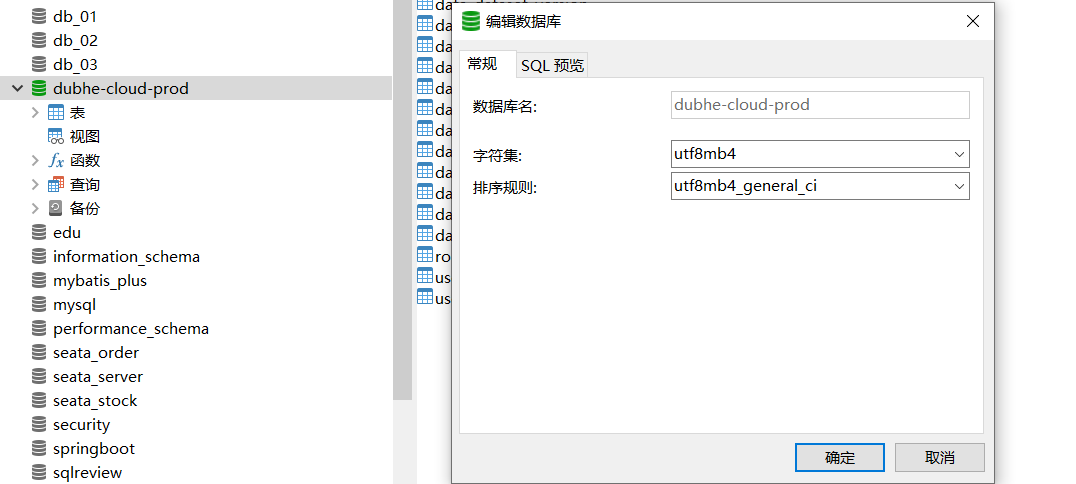 db_01
db_02
db_03
dubhe-cloud-prod
表
视图
fx 函数
查询
备份
edu
information_schema
mybatis_plus
mysql
performance_schema
seata_order
seata_server
seata_stock
security
springboot
sqlreview
da
da
da
da
da
da
da
da
da
da
da
ro
us
us
编辑数据库
常规
SQL 预览
数据库名:
dubhe-cloud-prod
字符集:
utf8mb4
排序规则:
utf8mb4_general_ci
确定
取消